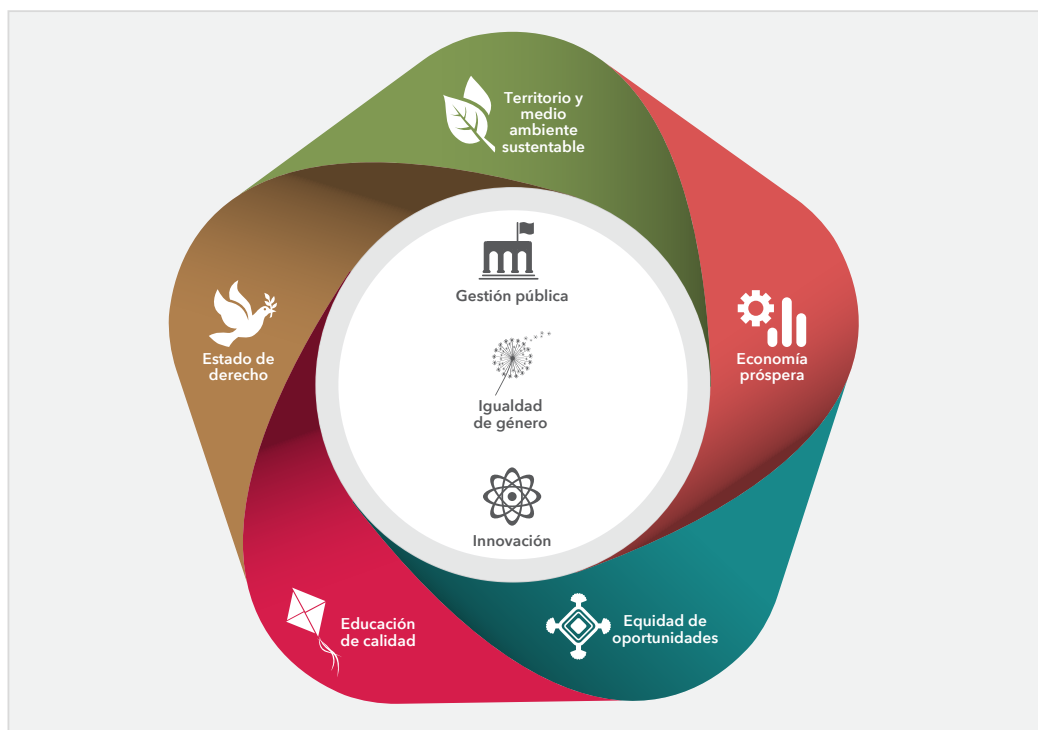 Territorio y
medio
ambiente
sustentable
Gestión pública
Estado de
derecho
Economía
próspera
Igualdad
de género
Innovación
Educación
de calidad
Equidad de
oportunidades